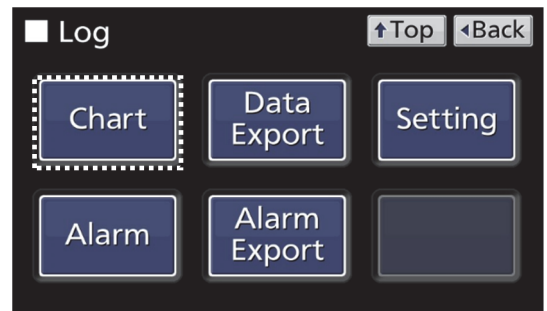 Log
↑Top
◂Back
Chart
Data
Export
Setting
Alarm
Alarm
Export